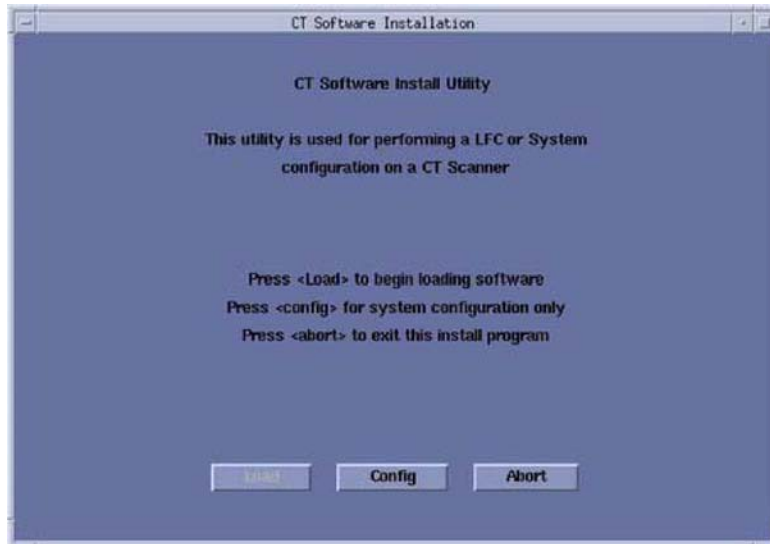 CT Software Installation
CT Software Install Utility
This utility is used for performing a LFC or System
configuration on a CT Scanner
Press <Load> to begin loading software
Press <config> for system configuration only
Press <abort> to exit this install program
Load Config Abort